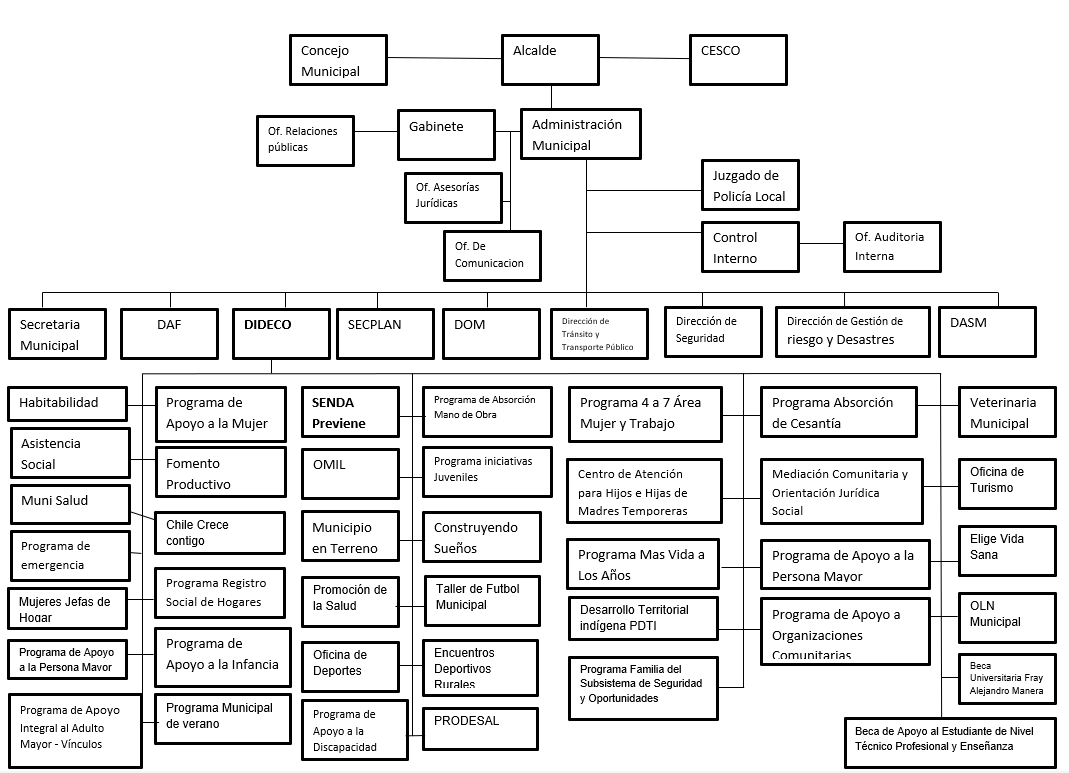 Concejo
Municipal
Alcalde
CESCO
Of. Relaciones
públicas
Gabinete
Administración
Municipal
Of. Asesorías
Jurídicas
Of. De
Comunicacion
Juzgado de
Policía Local
Control
Interno
Of. Auditoria
Interna
Secretaria
Municipal
DAF
DIDECO
SECPLAN
DOM
Dirección de
Tránsito y
Transporte Público
Dirección de
Seguridad
Dirección de Gestión de
riesgo y Desastres
DASM
Habitabilidad
Asistencia
Social
Muni Salud
Programa de
emergencia
Mujeres Jefas de
Hogar
Programa de Apoyo
a la Persona Mayor
Programa de Apoyo
Integral al Adulto
Mayor - Vínculos
Programa de
Apoyo a la Mujer
Fomento
Productivo
Chile Crece
contigo
Programa Registro
Social de Hogares
Programa de
Apoyo a la Infancia
Programa Municipal
de verano
SENDA
Previene
OMIL
Municipio
en Terreno
Promoción de
la Salud
Oficina de
Deportes
Programa de
Apoyo a la
Discapacidad
Programa de Absorción
Mano de Obra
Programa iniciativas
Juveniles
Construyendo
Sueños
Taller de Futbol
Municipal
Encuentros
Deportivos
Rurales
PRODESAL
Programa 4 a 7 Área
Mujer y Trabajo
Centro de Atención
para Hijos e Hijas de
Madres Temporeras
Programa Mas Vida a
Los Años
Desarrollo Territorial
indígena PDTI
Programa Familia del
Subsistema de Seguridad
y Oportunidades
Programa Absorción
de Cesantía
Mediación Comunitaria y
Orientación Jurídica
Social
Programa de Apoyo a la
Persona Mayor
Programa de Apoyo a
Organizaciones
Comunitarias
Veterinaria
Municipal
Oficina de
Turismo
Elige Vida
Sana
OLN
Municipal
Beca
Universitaria Fray
Alejandro Manera
Beca de Apoyo al Estudiante de Nivel
Técnico Profesional y Enseñanza